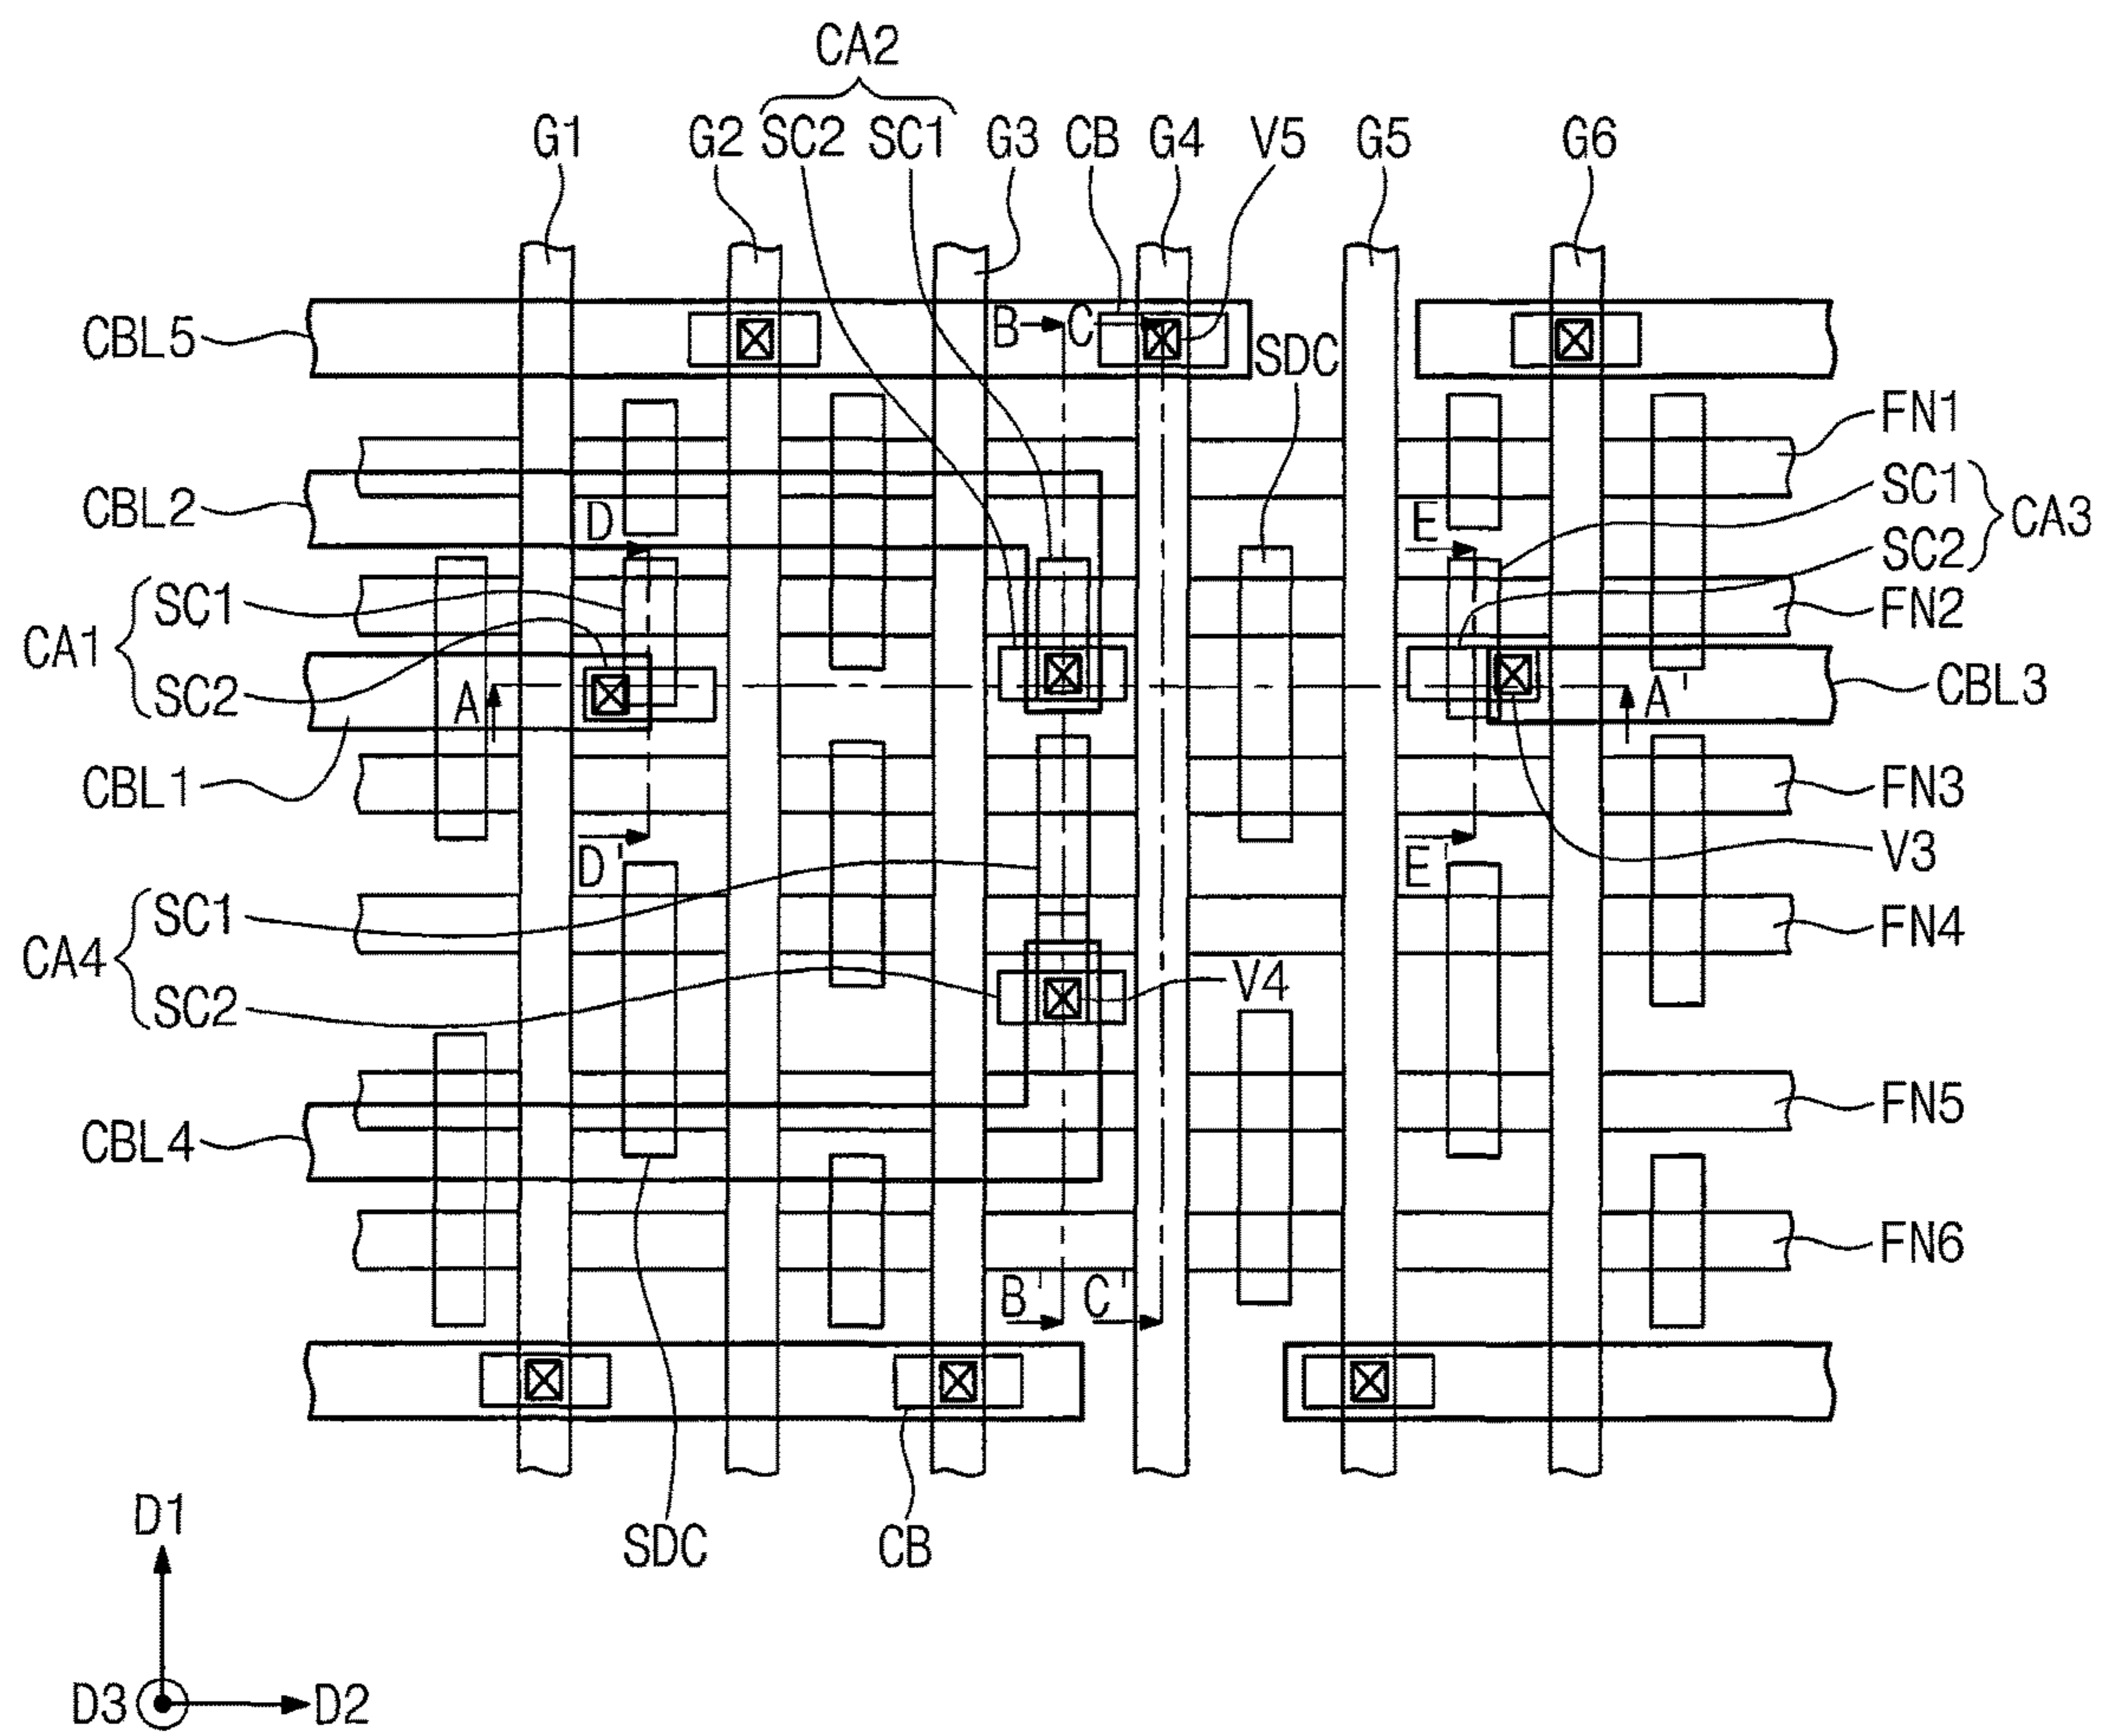 CA2
G1 G2 SC2 SC1 G3 CB G4 V5 G5 G6
CBL5 B C SDC
FN1
CBL2 D E SC1 CA3
SC2
CA1 SC1 FN2
SC2 A A' CBL3
CBL1 FN3
D' E' V3
CA4 SC1 FN4
SC2 V4
CBL4 FN5
FN6
B' C'
D1 SDC CB
D3 D2